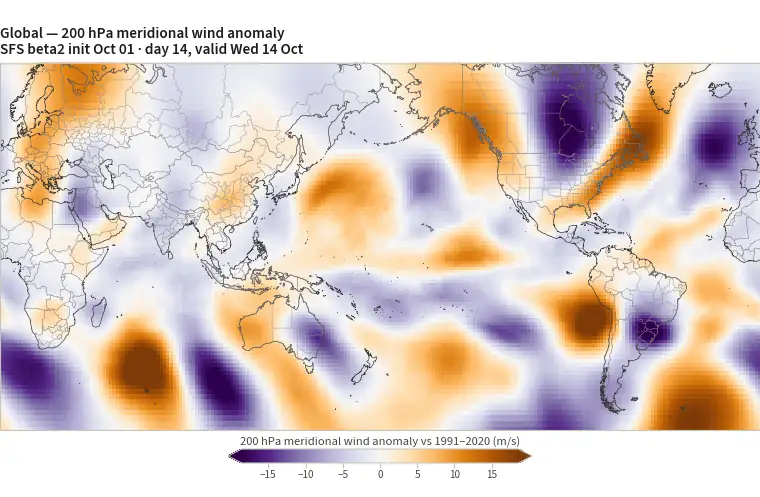 Global — 200 hPa meridional wind anomaly
SFS beta2 init Oct 01 · day 14, valid Wed 14 Oct
200 hPa meridional wind anomaly vs 1991–2020 (m/s)
−15 −10 −5 0 5 10 15